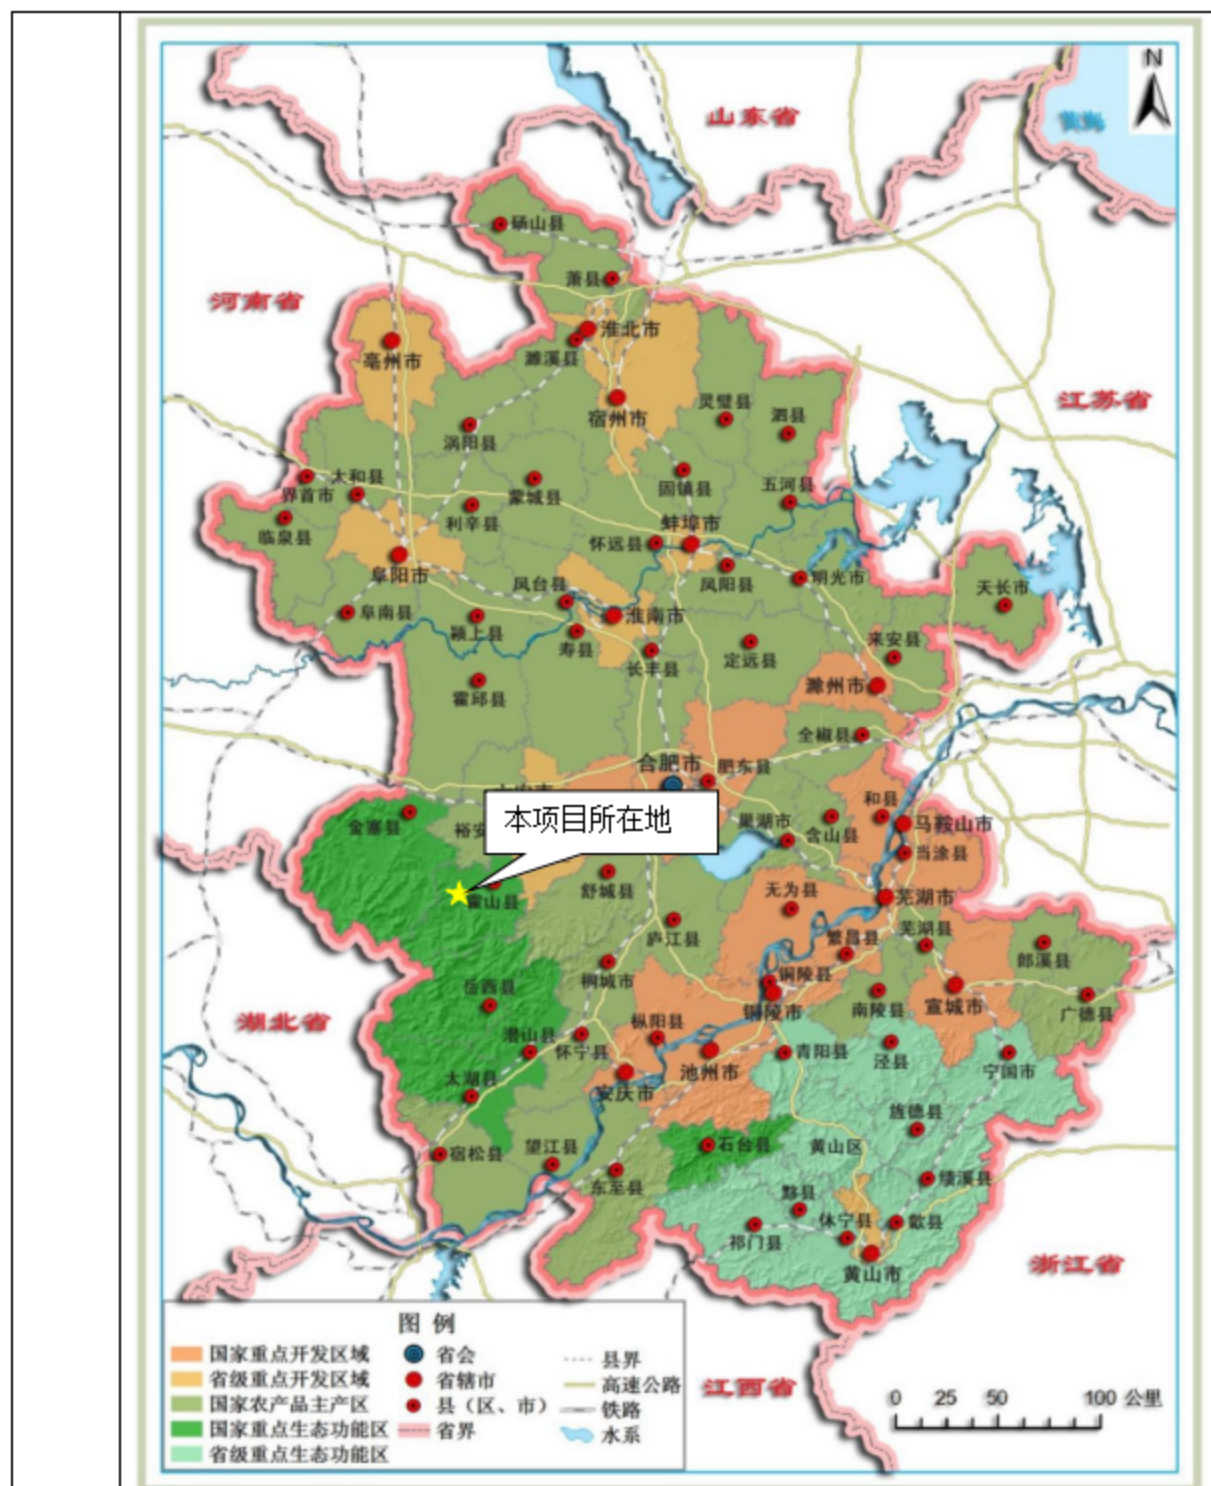 N
山东省
黄海
砀山县
萧县
河南省
淮北市
亳州市
濉溪县
江苏省
灵璧县
泗县
宿州市
涡阳县
太和县
界首市
蒙城县
固镇县
五河县
利辛县
临泉县
蚌埠市
怀远县
阜阳市
凤阳县
明光市
凤台县
天长市
阜南县
颍上县
淮南市
寿县
来安县
长丰县
定远县
滁州市
霍邱县
全椒县
合肥市
肥东县
和县
金寨县
裕安
本项目所在地
巢湖市
含山县
马鞍山市
当涂县
舒城县
霍山县
无为县
芜湖市
芜湖县
庐江县
繁昌县
郎溪县
桐城市
铜陵县
岳西县
铜陵市
南陵县
宣城市
广德县
湖北省
枞阳县
潜山县
怀宁县
池州市
青阳县
泾县
宁国市
太湖县
安庆市
旌德县
石台县
黄山区
望江县
宿松县
东至县
绩溪县
黟县
休宁县
歙县
祁门县
黄山市
浙江省
江西省
图 例
国家重点开发区域
省级重点开发区域
国家农产品主产区
国家重点生态功能区
省级重点生态功能区
省会
省辖市
县（区、市）
省界
县界
高速公路
铁路
水系
0 25 50 100 公里